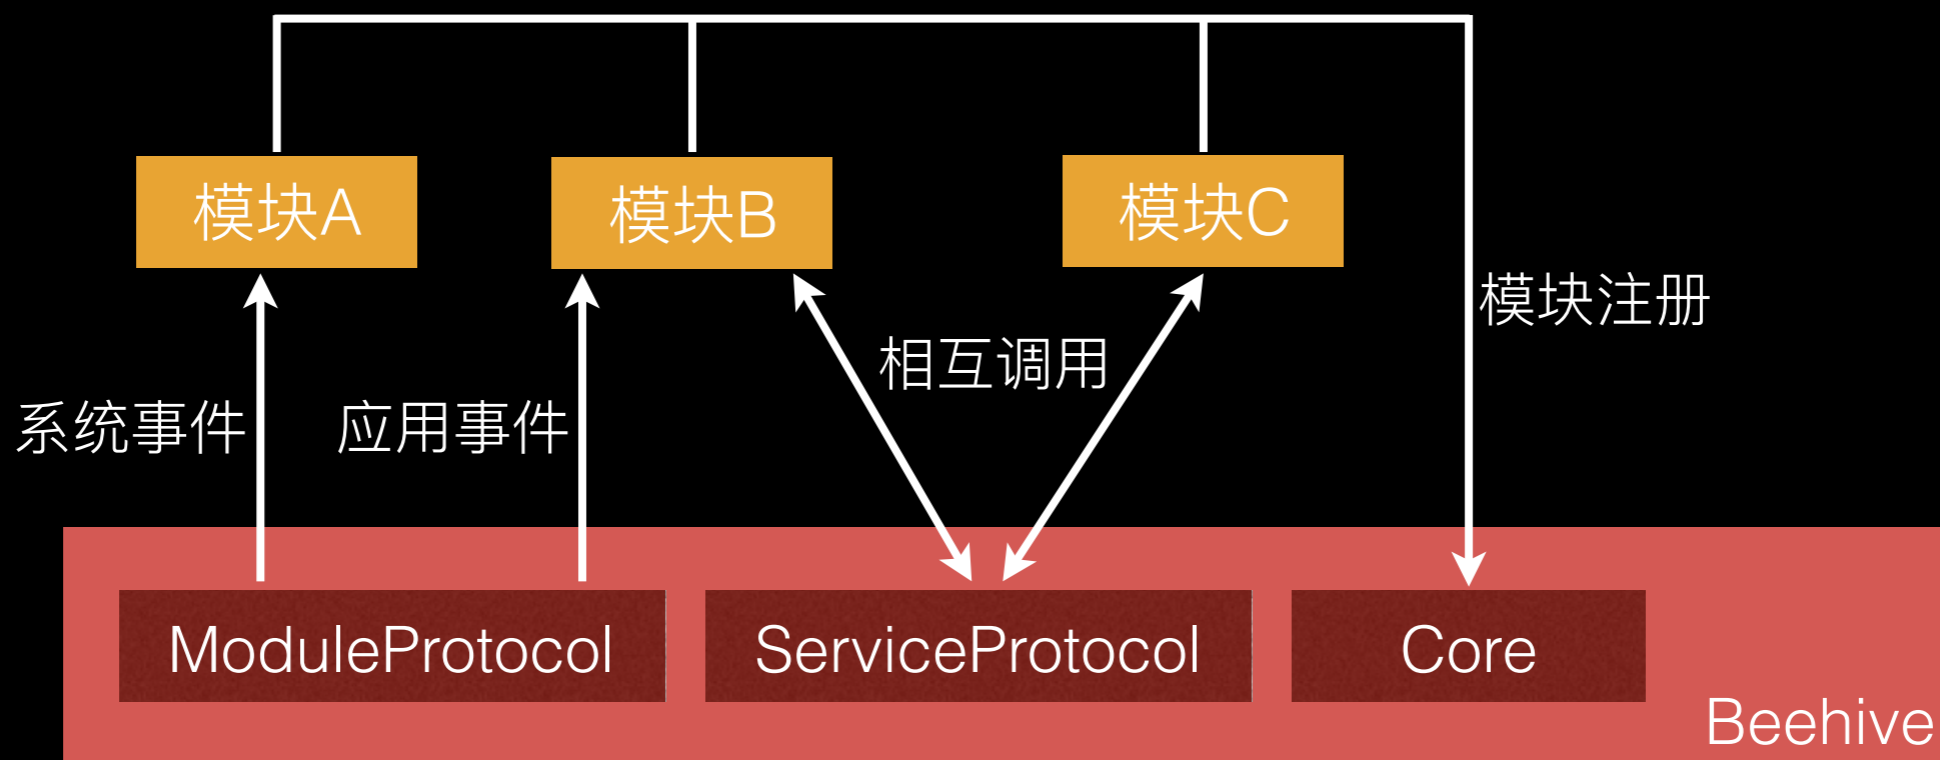 模块A
模块B
模块C
模块注册
相互调用
系统事件
应用事件
ModuleProtocol
ServiceProtocol
Core
Beehive